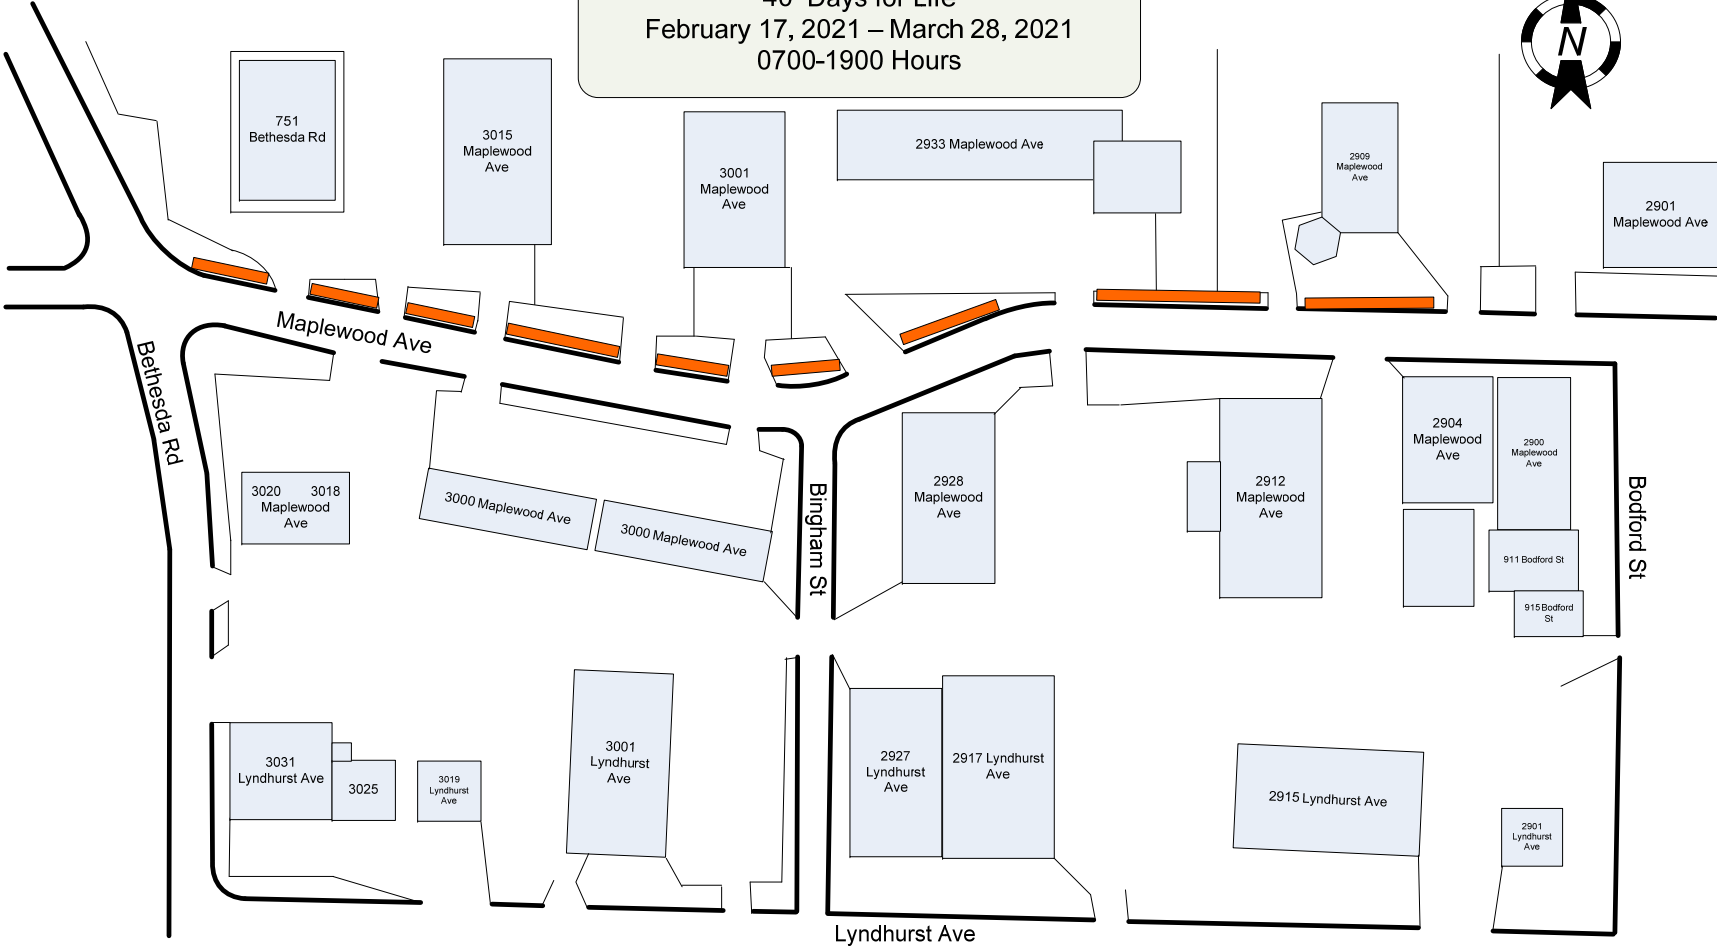 40 Days for Life
February 17, 2021 – March 28, 2021
0700-1900 Hours
N
751
Bethesda Rd
3015
Maplewood
Ave
3001
Maplewood
Ave
2933 Maplewood Ave
2909
Maplewood
Ave
2901
Maplewood Ave
Maplewood Ave
Bethesda Rd
3020 3018
Maplewood
Ave
3000 Maplewood Ave
3000 Maplewood Ave
Bingham St
2928
Maplewood
Ave
2912
Maplewood
Ave
2904
Maplewood
Ave
2900
Maplewood
Ave
911 Bodford St
915 Bodford
St
Bodford St
3031
Lyndhurst Ave
3025
3019
Lyndhurst
Ave
3001
Lyndhurst
Ave
2927
Lyndhurst
Ave
2917 Lyndhurst
Ave
2915 Lyndhurst Ave
2901
Lyndhurst
Ave
Lyndhurst Ave